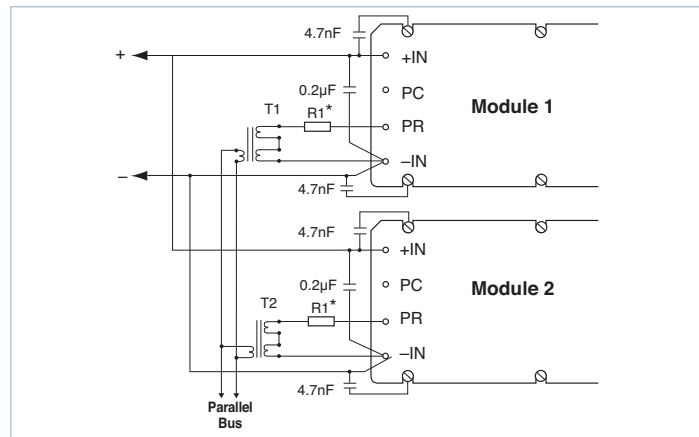 4.7nF
+
+IN
0.2µF
PC
Module 1
T1
R1*
PR
–IN
–
4.7nF
4.7nF
+IN
0.2µF
PC
Module 2
T2
R1*
PR
–IN
4.7nF
Parallel
Bus